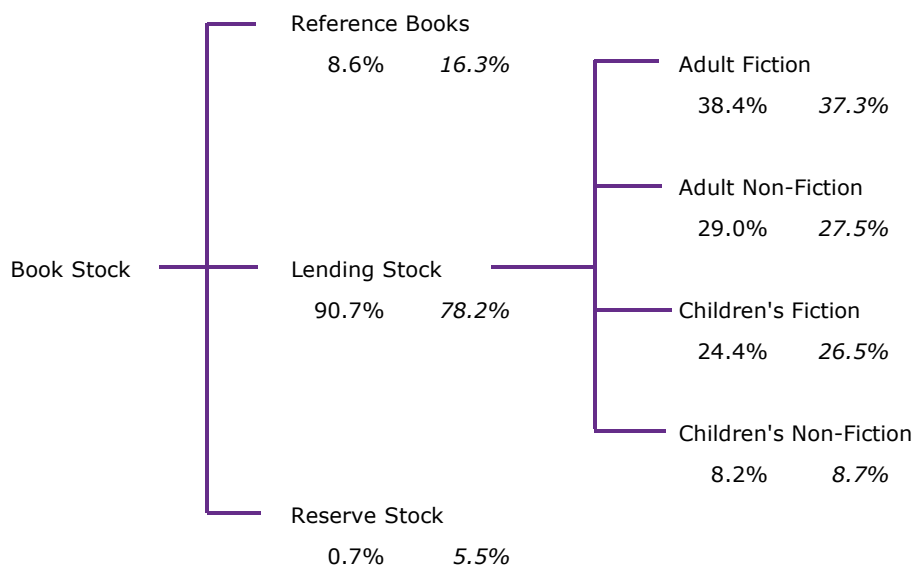 Reference Books
8.6% 16.3%
Adult Fiction
38.4% 37.3%
Adult Non-Fiction
29.0% 27.5%
Book Stock
Lending Stock
90.7% 78.2%
Children's Fiction
24.4% 26.5%
Children's Non-Fiction
8.2% 8.7%
Reserve Stock
0.7% 5.5%